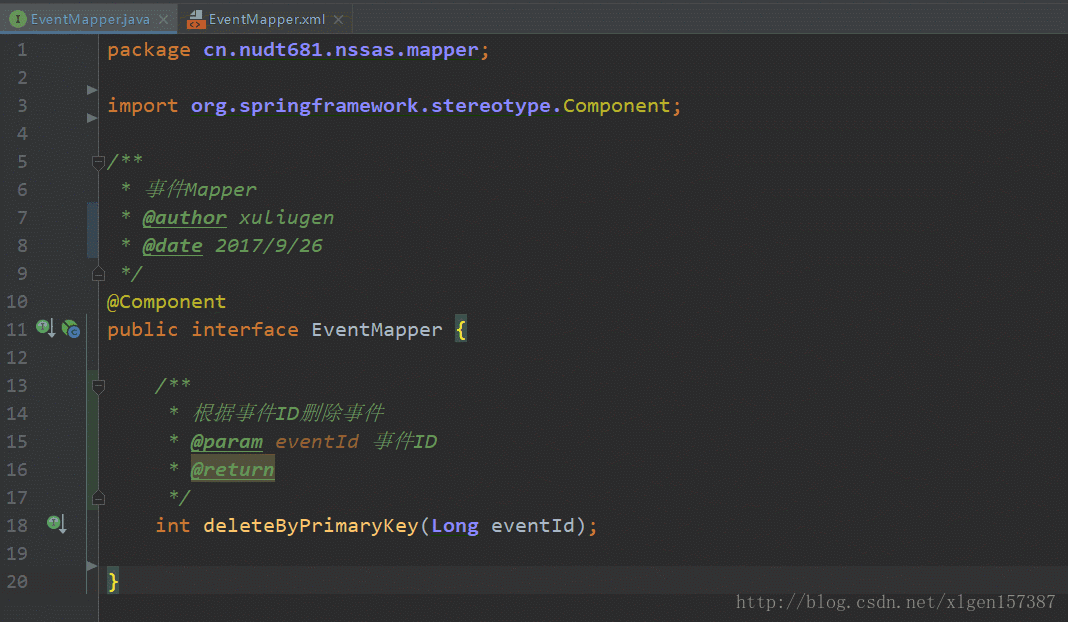 EventMapper.java EventMapper.xml
1 package cn.nudt681.nssas.mapper;
2
3 import org.springframework.stereotype.Component;
4
5 /**
6 * 事件Mapper
7 * @author xuliugen
8 * @date 2017/9/26
9 */
10 @Component
11 public interface EventMapper {
12
13 /**
14 * 根据事件ID删除事件
15 * @param eventId 事件ID
16 * @return
17 */
18 int deleteByPrimaryKey(Long eventId);
19
20 }
http://blog.csdn.net/xlgen157387